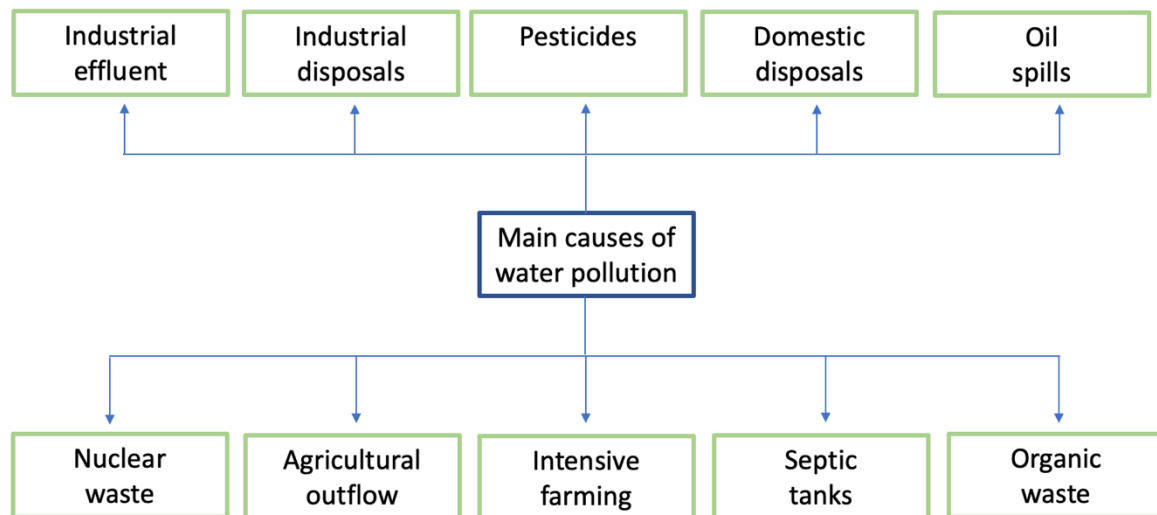 Industrial
effluent
Industrial
disposals
Pesticides
Domestic
disposals
Oil
spills
Main causes of
water pollution
Nuclear
waste
Agricultural
outflow
Intensive
farming
Septic
tanks
Organic
waste